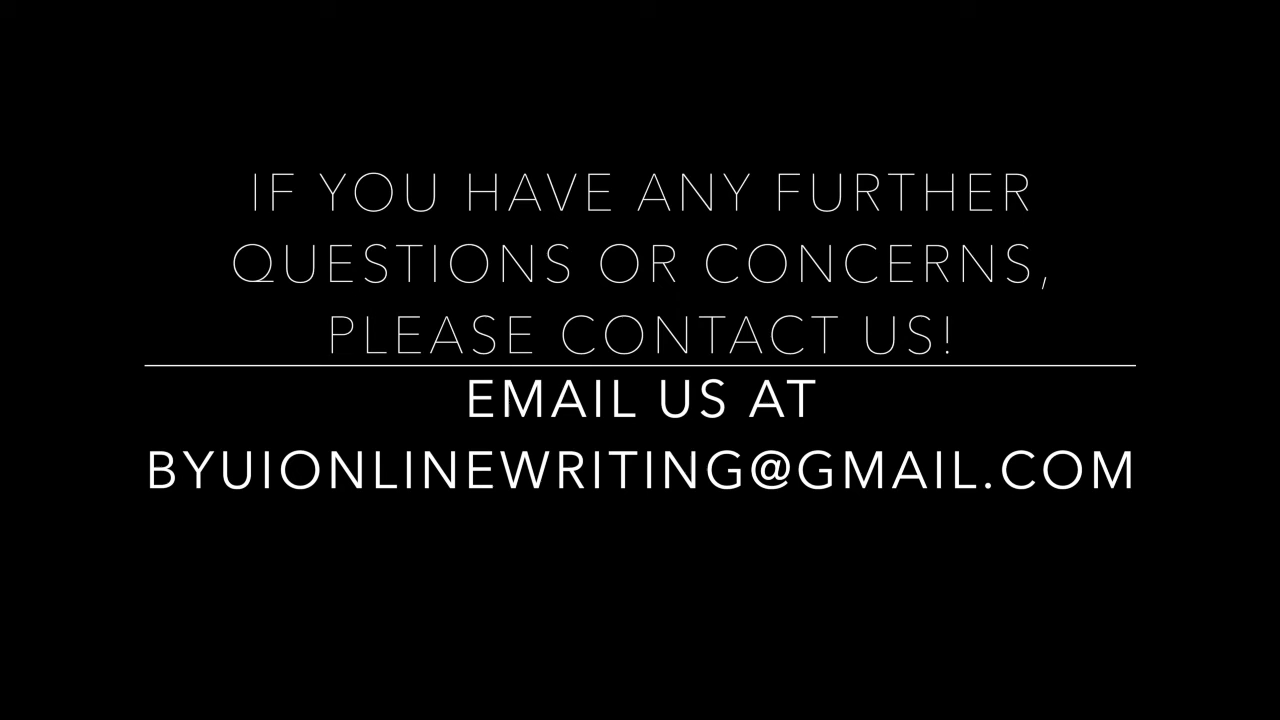 IF YOU HAVE ANY FURTHER
QUESTIONS OR CONCERNS,
PLEASE CONTACT US!
EMAIL US AT
BYUIONLINEWRITING@GMAIL.COM